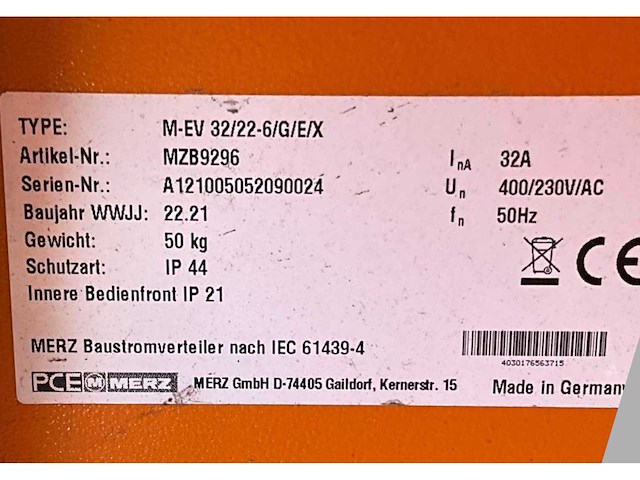 TYPE: M-EV 32/22-6/G/E/X
Artikel-Nr.: MZB9296
Serien-Nr.: A121005052090024
Baujahr WWJJ: 22.21
Gewicht: 50 kg
Schutzart: IP 44
Innere Bedienfront IP 21
InA 32A
Un 400/230V/AC
fn 50Hz
CE
MERZ Baustromverteiler nach IEC 61439-4
4030176563715
PCE M MERZ MERZ GmbH D-74405 Gaildorf, Kernerstr. 15 Made in Germany